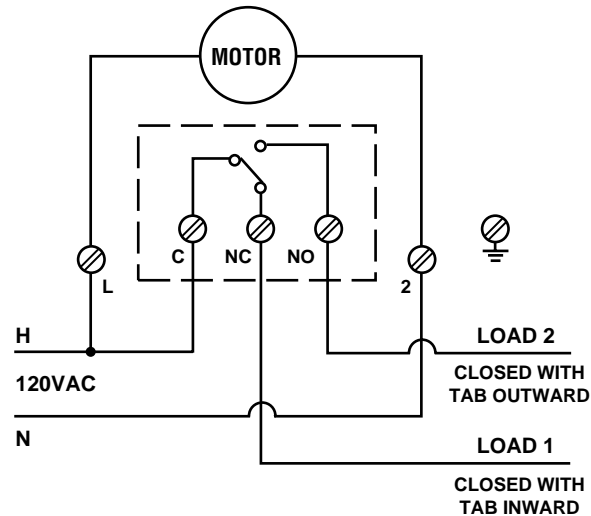 MOTOR
C
NC
NO
L
2
H
LOAD 2
120VAC
CLOSED WITH
TAB OUTWARD
N
LOAD 1
CLOSED WITH
TAB INWARD